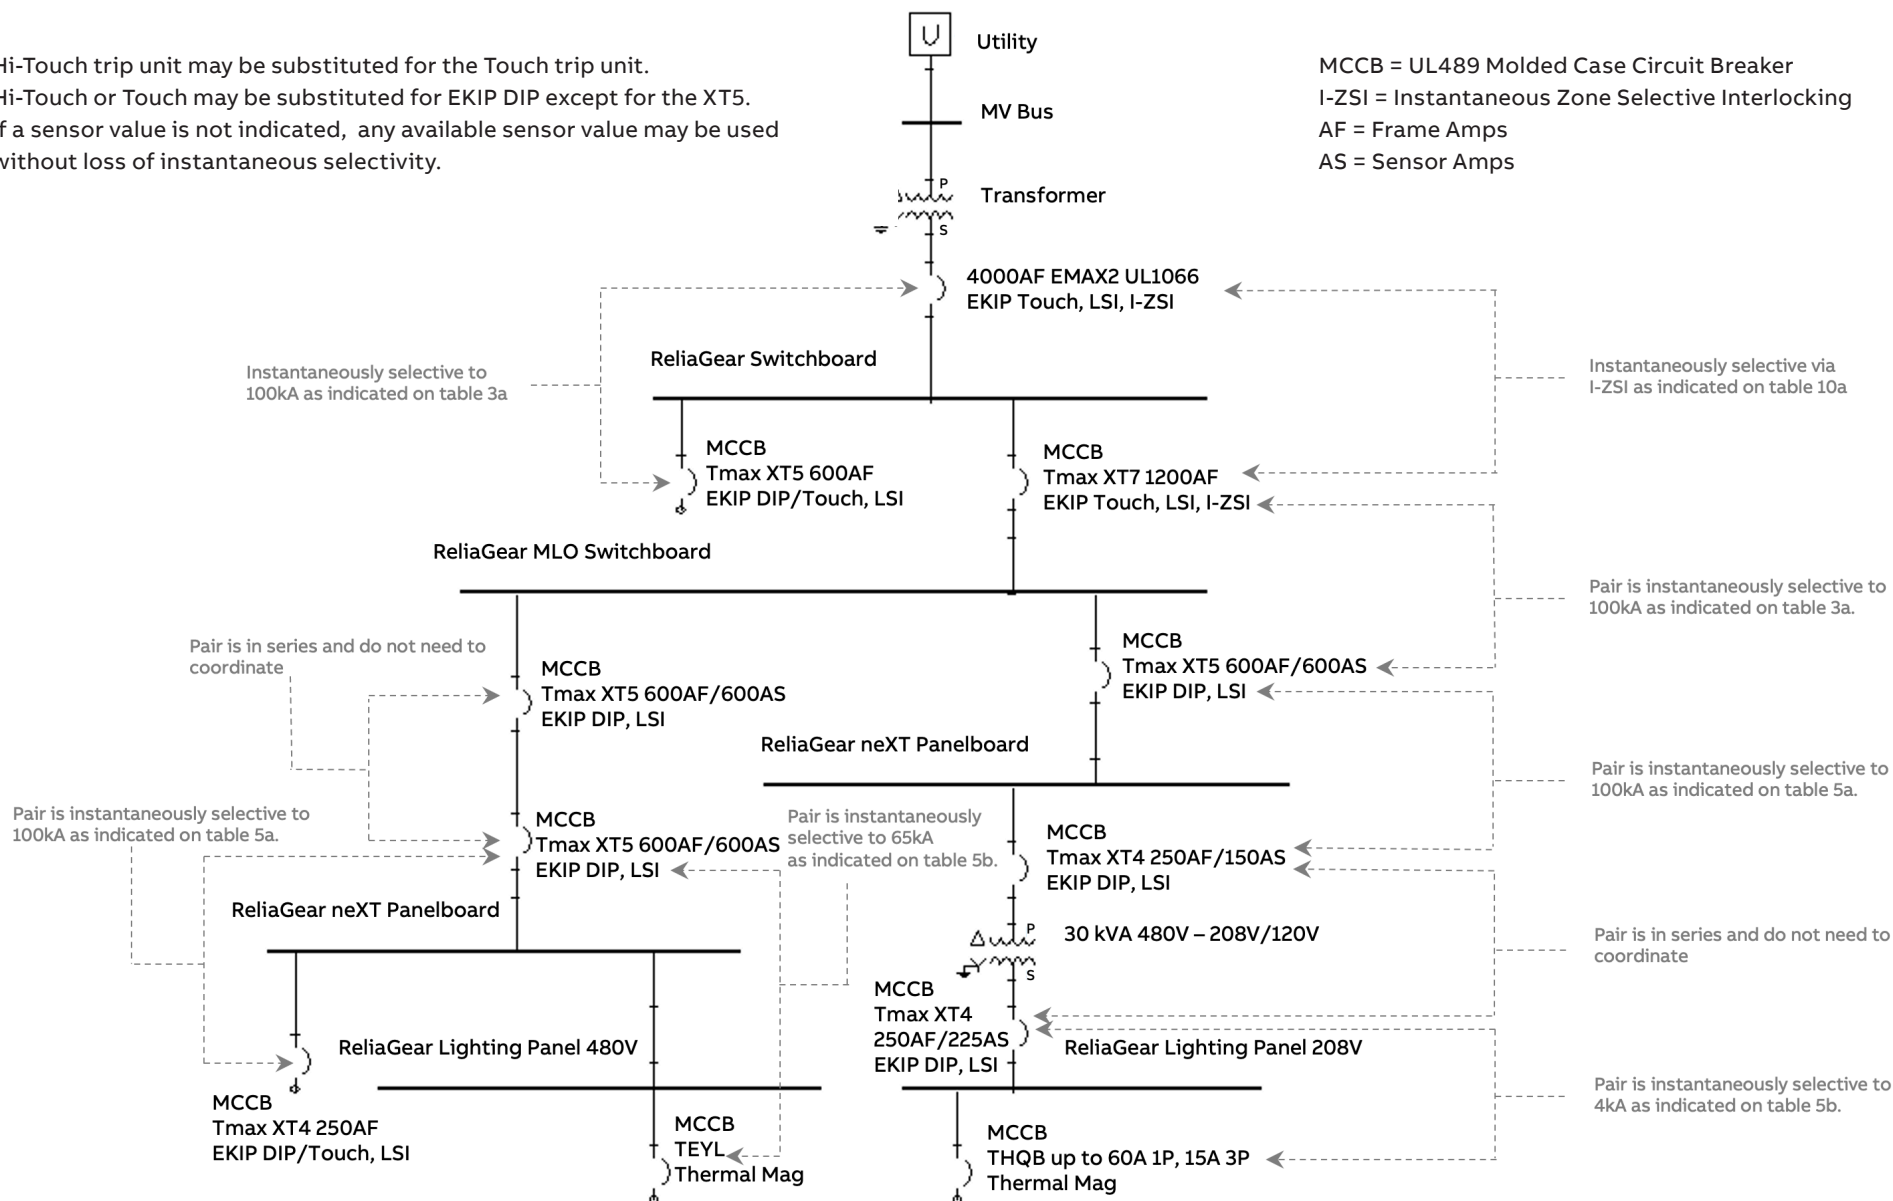 Hi-Touch trip unit may be substituted for the Touch trip unit.
Hi-Touch or Touch may be substituted for EKIP DIP except for the XT5.
If a sensor value is not indicated, any available sensor value may be used
without loss of instantaneous selectivity.
U
Utility
MV Bus
P
Transformer
S
MCCB = UL489 Molded Case Circuit Breaker
I-ZSI = Instantaneous Zone Selective Interlocking
AF = Frame Amps
AS = Sensor Amps
4000AF EMAX2 UL1066
EKIP Touch, LSI, I-ZSI
ReliaGear Switchboard
Instantaneously selective to
100kA as indicated on table 3a
Instantaneously selective via
I-ZSI as indicated on table 10a
MCCB
Tmax XT5 600AF
EKIP DIP/Touch, LSI
MCCB
Tmax XT7 1200AF
EKIP Touch, LSI, I-ZSI
ReliaGear MLO Switchboard
Pair is instantaneously selective to
100kA as indicated on table 3a.
Pair is in series and do not need to
coordinate
MCCB
Tmax XT5 600AF/600AS
EKIP DIP, LSI
MCCB
Tmax XT5 600AF/600AS
EKIP DIP, LSI
ReliaGear neXT Panelboard
Pair is instantaneously selective to
100kA as indicated on table 5a.
Pair is instantaneously selective to
100kA as indicated on table 5a.
MCCB
Tmax XT5 600AF/600AS
EKIP DIP, LSI
Pair is instantaneously
selective to 65kA
as indicated on table 5b.
MCCB
Tmax XT4 250AF/150AS
EKIP DIP, LSI
ReliaGear neXT Panelboard
P
30 kVA 480V – 208V/120V
S
Pair is in series and do not need to
coordinate
MCCB
Tmax XT4
250AF/225AS
EKIP DIP, LSI
ReliaGear Lighting Panel 480V
ReliaGear Lighting Panel 208V
Pair is instantaneously selective to
4kA as indicated on table 5b.
MCCB
Tmax XT4 250AF
EKIP DIP/Touch, LSI
MCCB
TEYL
Thermal Mag
MCCB
THQB up to 60A 1P, 15A 3P
Thermal Mag